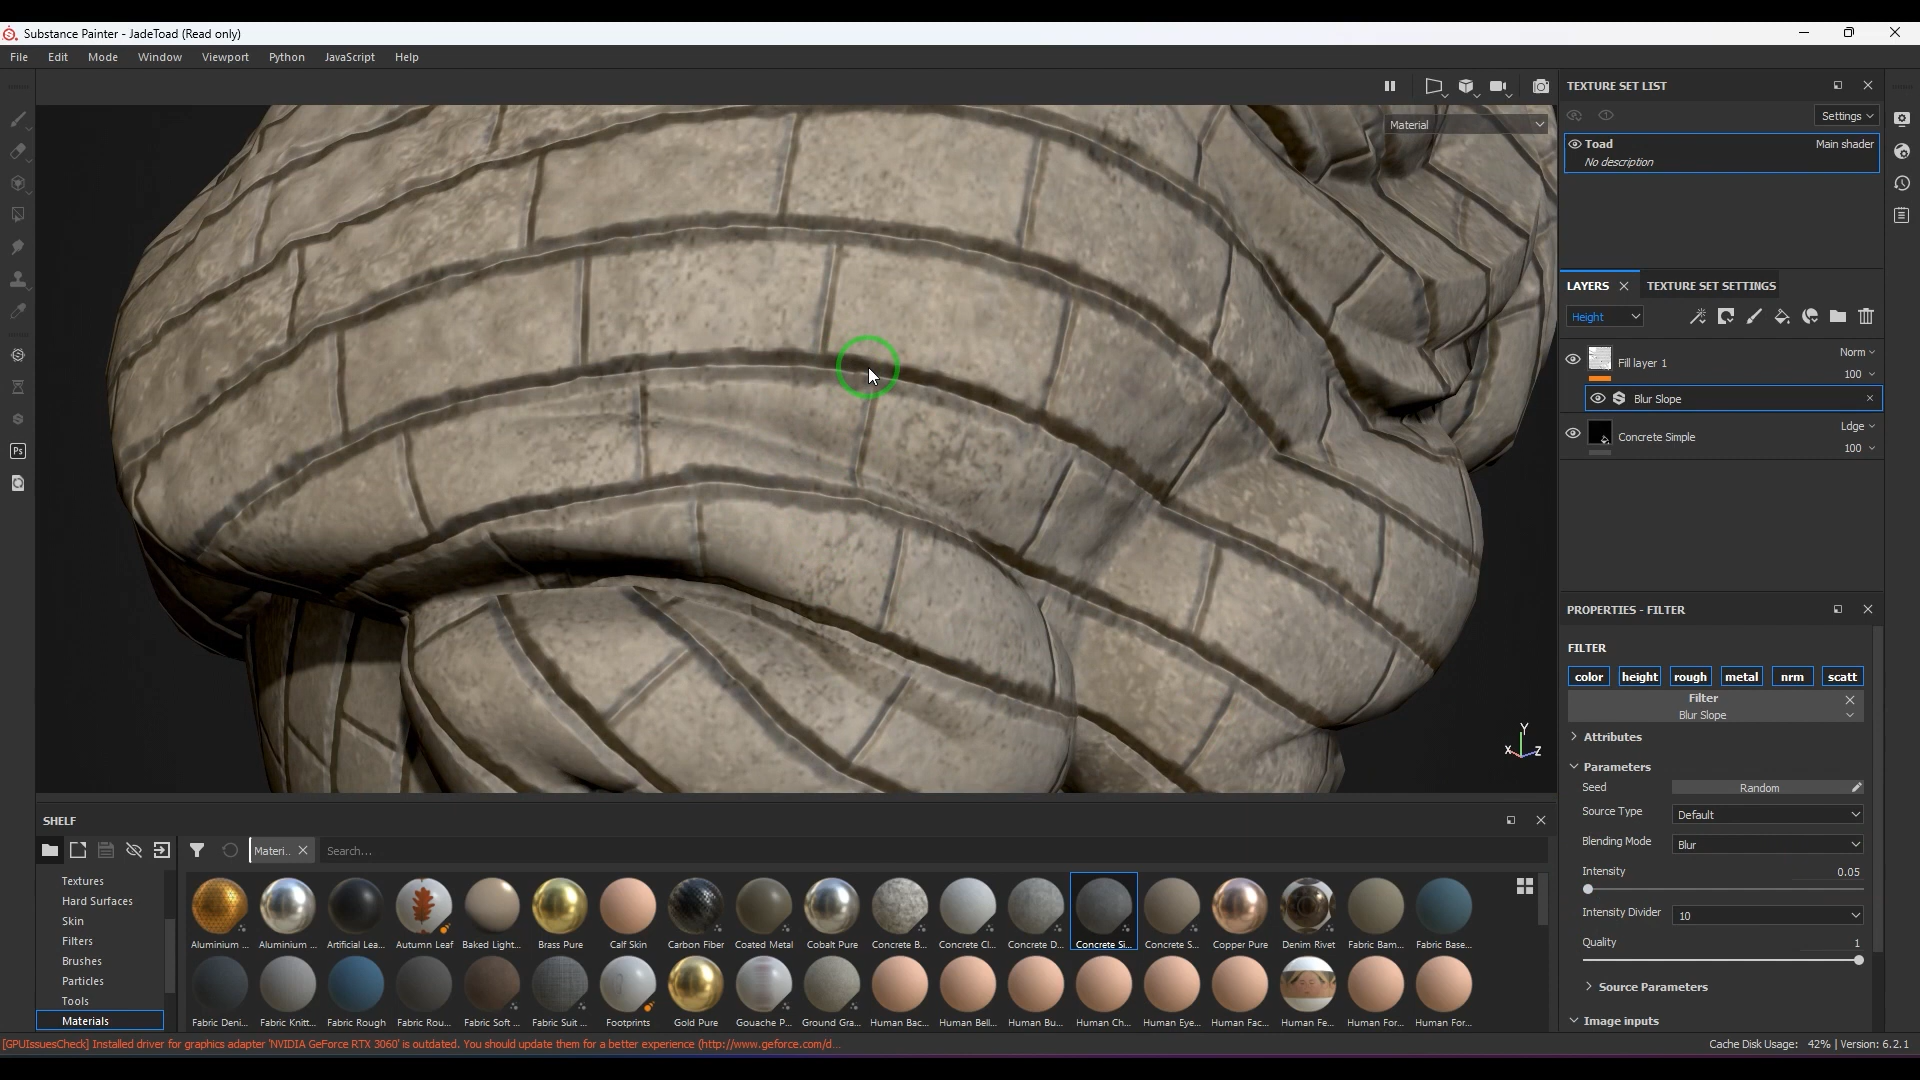 Substance Painter - JadeToad (Read only)
File Edit Mode Window Viewport Python JavaScript Help
TEXTURE SET LIST
Settings
Material
Toad Main shader
No description
LAYERS TEXTURE SET SETTINGS
Height
Fill layer 1 Norm
100
Blur Slope
Concrete Simple Ldge
100
PROPERTIES - FILTER
FILTER
color height rough metal nrm scatt
Filter
Blur Slope
Attributes
Parameters
Seed Random
Source Type Default
Blending Mode Blur
Intensity 0.05
Intensity Divider 10
Quality 1
Source Parameters
Image inputs
Y
X Z
SHELF
Materi... Search...
Textures
Hard Surfaces
Skin
Filters
Brushes
Particles
Tools
Materials
Aluminium ... Aluminium ... Artificial Lea... Autumn Leaf Baked Light... Brass Pure Calf Skin Carbon Fiber Coated Metal Cobalt Pure Concrete B... Concrete Cl... Concrete D... Concrete Si... Concrete S... Copper Pure Denim Rivet Fabric Bam... Fabric Base...
Fabric Deni... Fabric Knitt... Fabric Rough Fabric Rou... Fabric Soft ... Fabric Suit ... Footprints Gold Pure Gouache P... Ground Gra... Human Bac... Human Bell... Human Bu... Human Ch... Human Eye... Human Fac... Human Fe... Human For... Human For...
[GPUIssuesCheck] Installed driver for graphics adapter 'NVIDIA GeForce RTX 3060' is outdated. You should update them for a better experience (http://www.geforce.com/d...
Cache Disk Usage: 42% | Version: 6.2.1